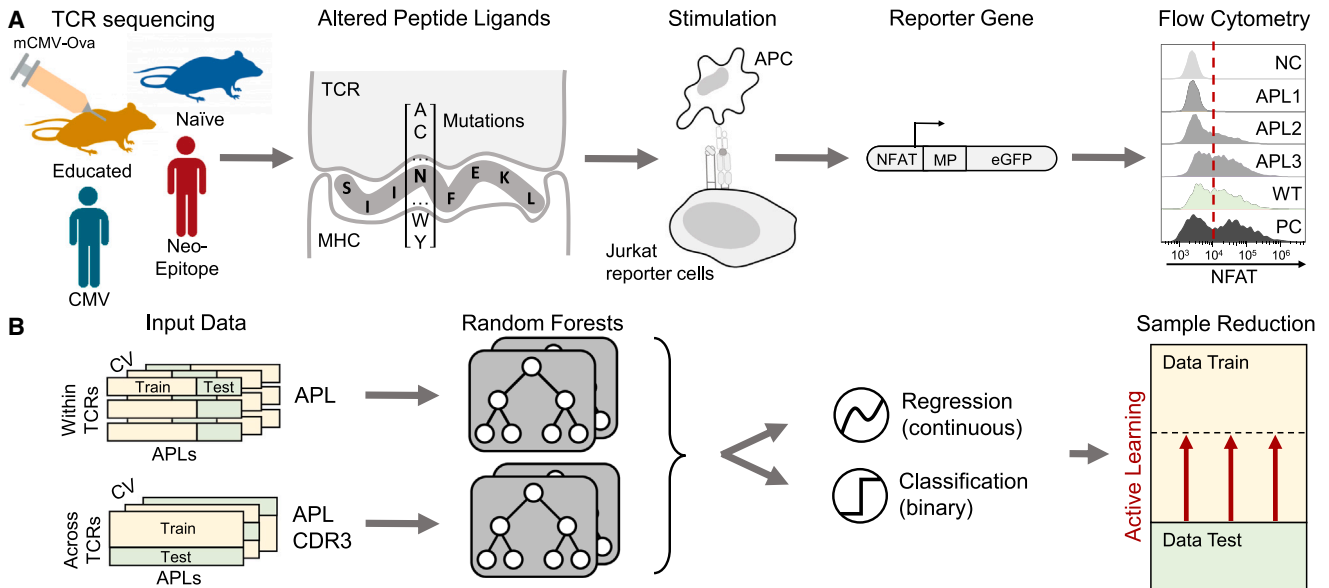 A
TCR sequencing
mCMV-Ova
Naïve
Educated
Neo-
Epitope
CMV
Altered Peptide Ligands
TCR
A
C
...
N
...
W
Y
Mutations
S I I N F E K L
MHC
Stimulation
APC
Jurkat
reporter cells
Reporter Gene
NFAT MP eGFP
Flow Cytometry
NC
APL1
APL2
APL3
WT
PC
10³ 10⁴ 10⁵ 10⁶
NFAT
B
Input Data
CV
Train Test
Within
TCRs
APLs
APL
CV
Train
Test
Across
TCRs
APLs
APL
CDR3
Random Forests
Regression
(continuous)
Classification
(binary)
Sample Reduction
Data Train
Active Learning
Data Test